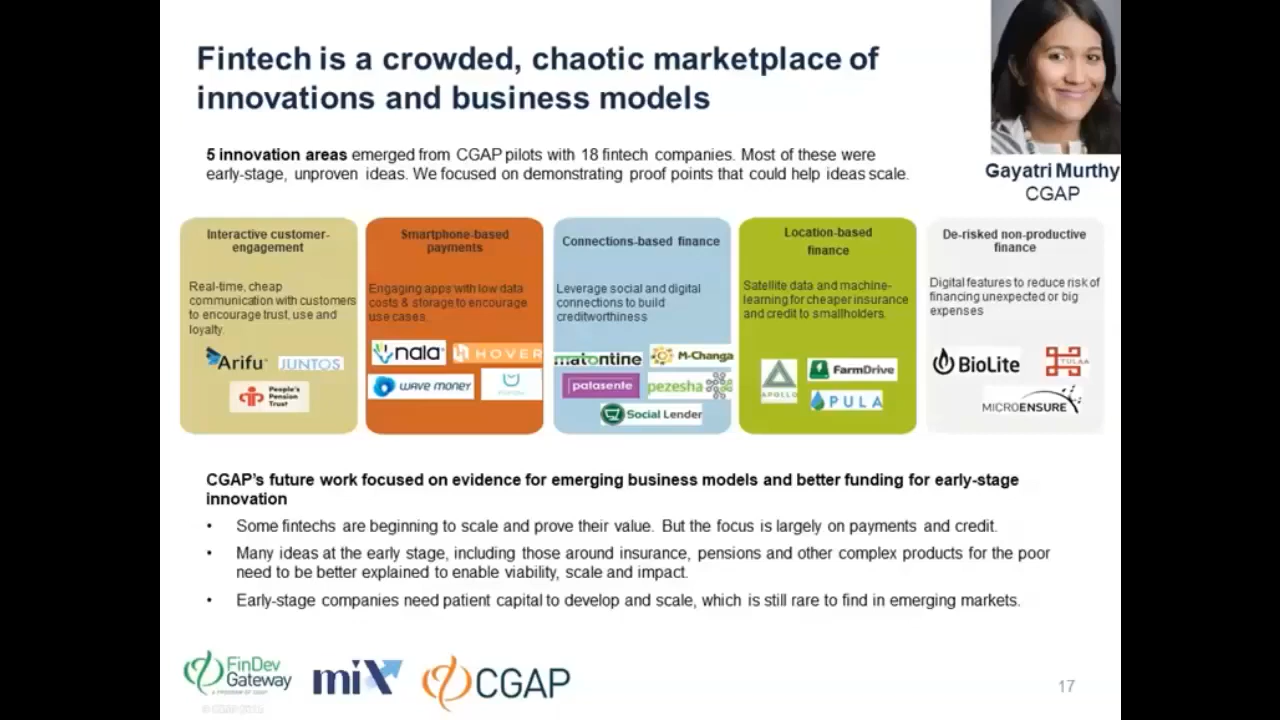 Fintech is a crowded, chaotic marketplace of
innovations and business models
5 innovation areas emerged from CGAP pilots with 18 fintech companies. Most of these were
early-stage, unproven ideas. We focused on demonstrating proof points that could help ideas scale.
Gayatri Murthy
CGAP
Interactive customer-
engagement
Real-time, cheap
communication with customers
to encourage trust, use and
loyalty.
Arifu
JUNTOS
People's
Pension
Trust
Smartphone-based
payments
Engaging apps with low data
costs & storage to encourage
use cases.
nala
HOVER
WAVE MONEY
Connections-based finance
Leverage social and digital
connections to build
creditworthiness
matontine
M-Changa
patasente
pezesha
Social Lender
Location-based
finance
Satellite data and machine-
learning for cheaper insurance
and credit to smallholders.
APOLLO
FarmDrive
PULA
De-risked non-productive
finance
Digital features to reduce risk of
financing unexpected or big
expenses
BioLite
TULAA
MICROENSURE
CGAP's future work focused on evidence for emerging business models and better funding for early-stage
innovation
• Some fintechs are beginning to scale and prove their value. But the focus is largely on payments and credit.
• Many ideas at the early stage, including those around insurance, pensions and other complex products for the poor
need to be better explained to enable viability, scale and impact.
• Early-stage companies need patient capital to develop and scale, which is still rare to find in emerging markets.
FinDev
Gateway
A PROGRAM OF CGAP
miX
CGAP
17